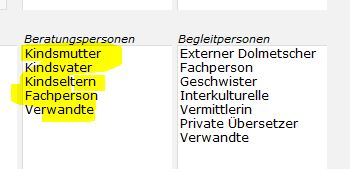 Beratungspersonen
Kindsmutter
Kindsvater
Kindseltern
Fachperson
Verwandte
Begleitpersonen
Externer Dolmetscher
Fachperson
Geschwister
Interkulturelle
Vermittlerin
Private Übersetzer
Verwandte